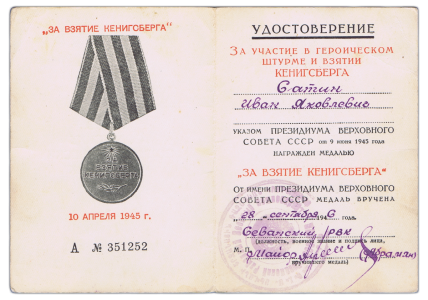 „ЗА ВЗЯТИЕ КЕНИГСБЕРГА"
ЗА
ВЗЯТИЕ
КЕНИГСБЕРГА
10 АПРЕЛЯ 1945 г.
А № 351252
УДОСТОВЕРЕНИЕ
ЗА УЧАСТИЕ В ГЕРОИЧЕСКОМ
ШТУРМЕ И ВЗЯТИИ
КЕНИГСБЕРГА
Сатин
Иван Яковлевич
УКАЗОМ ПРЕЗИДИУМА ВЕРХОВНОГО
СОВЕТА СССР от 9 июня 1945 года
НАГРАЖДЕН МЕДАЛЬЮ
„ЗА ВЗЯТИЕ КЕНИГСБЕРГА"
ОТ ИМЕНИ ПРЕЗИДИУМА ВЕРХОВНОГО
СОВЕТА СССР МЕДАЛЬ ВРУЧЕНА
„28 „ сентября 1946 года.
Севанский РВК
(должность, воинское звание и подпись лица,
М. П. Майор
вручившего медаль)